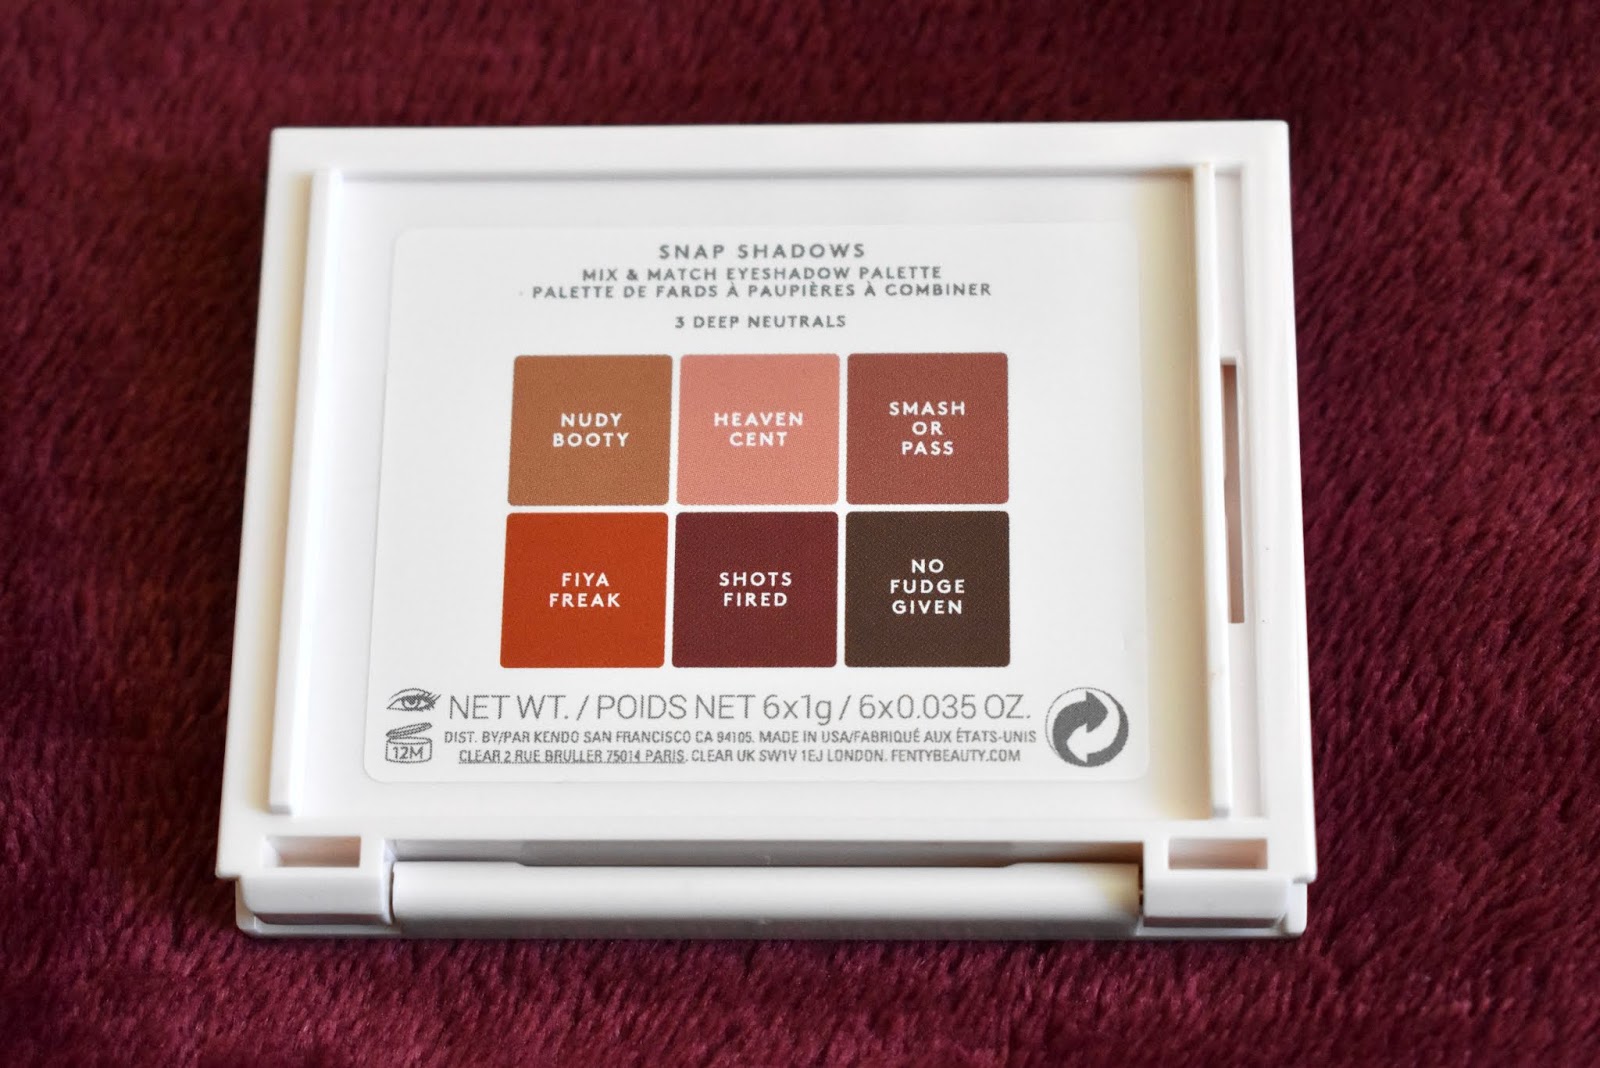 SNAP SHADOWS
MIX & MATCH EYESHADOW PALETTE
PALETTE DE FARDS À PAUPIÈRES À COMBINER
3 DEEP NEUTRALS
NUDY
BOOTY
HEAVEN
CENT
SMASH
OR
PASS
FIYA
FREAK
SHOTS
FIRED
NO
FUDGE
GIVEN
NET WT. / POIDS NET 6x1g / 6x0.035 OZ.
12M
DIST. BY/PAR KENDO SAN FRANCISCO CA 94105. MADE IN USA/FABRIQUÉ AUX ÉTATS-UNIS
CLEAR 2 RUE BRULLER 75014 PARIS. CLEAR UK SW1V 1EJ LONDON. FENTYBEAUTY.COM